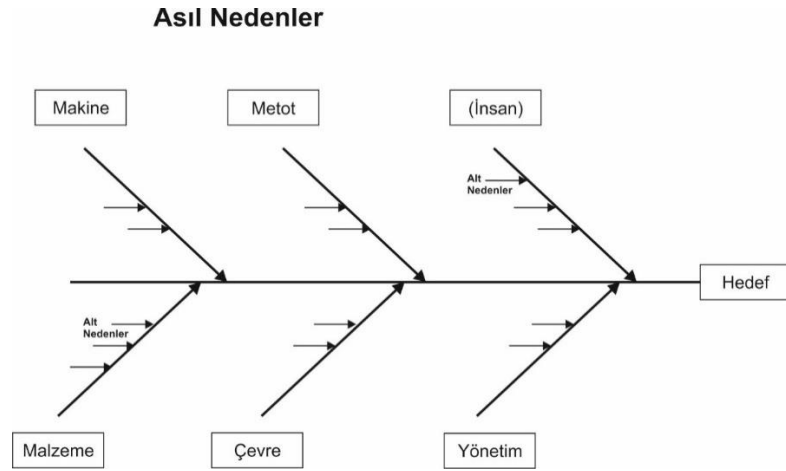 Asıl Nedenler
Makine
Metot
(İnsan)
Alt
Nedenler
Hedef
Alt
Nedenler
Malzeme
Çevre
Yönetim